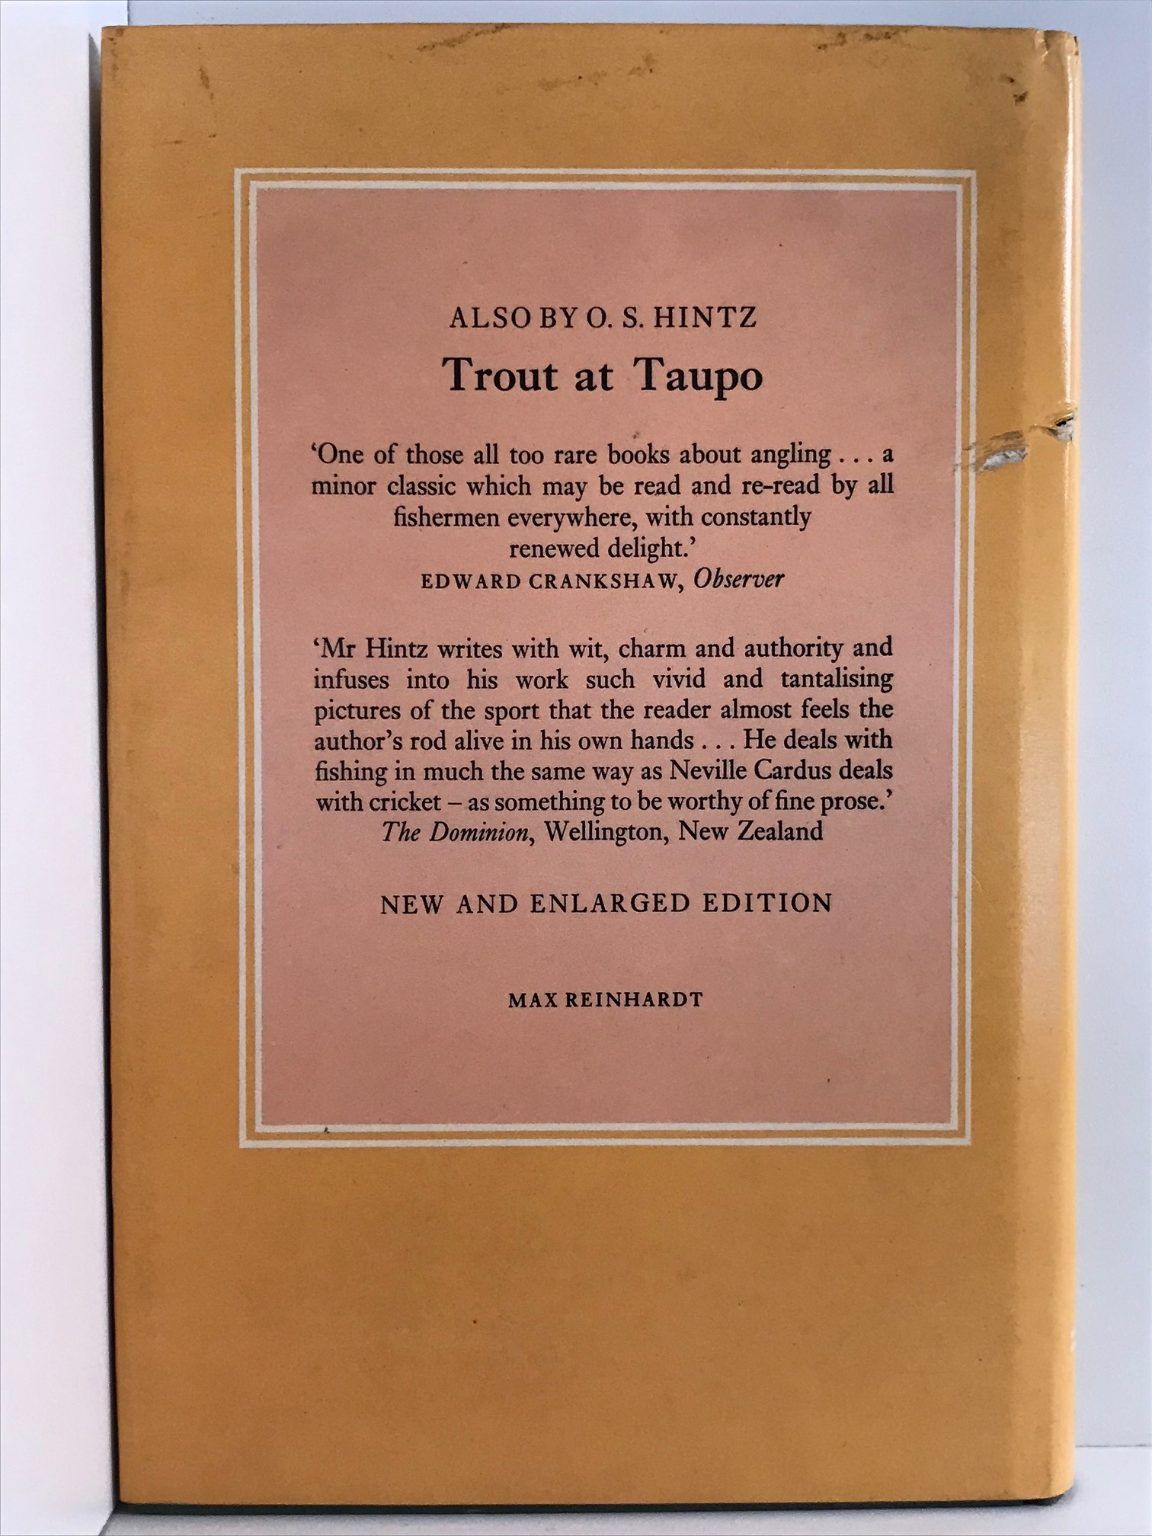 ALSO BY O. S. HINTZ
Trout at Taupo
‘One of those all too rare books about angling . . . a
minor classic which may be read and re-read by all
fishermen everywhere, with constantly
renewed delight.’
EDWARD CRANKSHAW, Observer
‘Mr Hintz writes with wit, charm and authority and
infuses into his work such vivid and tantalising
pictures of the sport that the reader almost feels the
author’s rod alive in his own hands . . . He deals with
fishing in much the same way as Neville Cardus deals
with cricket – as something to be worthy of fine prose.’
The Dominion, Wellington, New Zealand
NEW AND ENLARGED EDITION
MAX REINHARDT